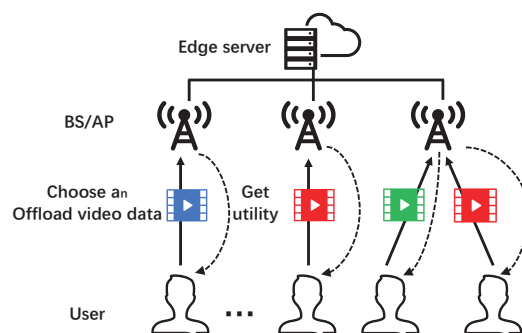 Edge server
BS/AP
Choose an
Offload video data
Get
utility
User
...